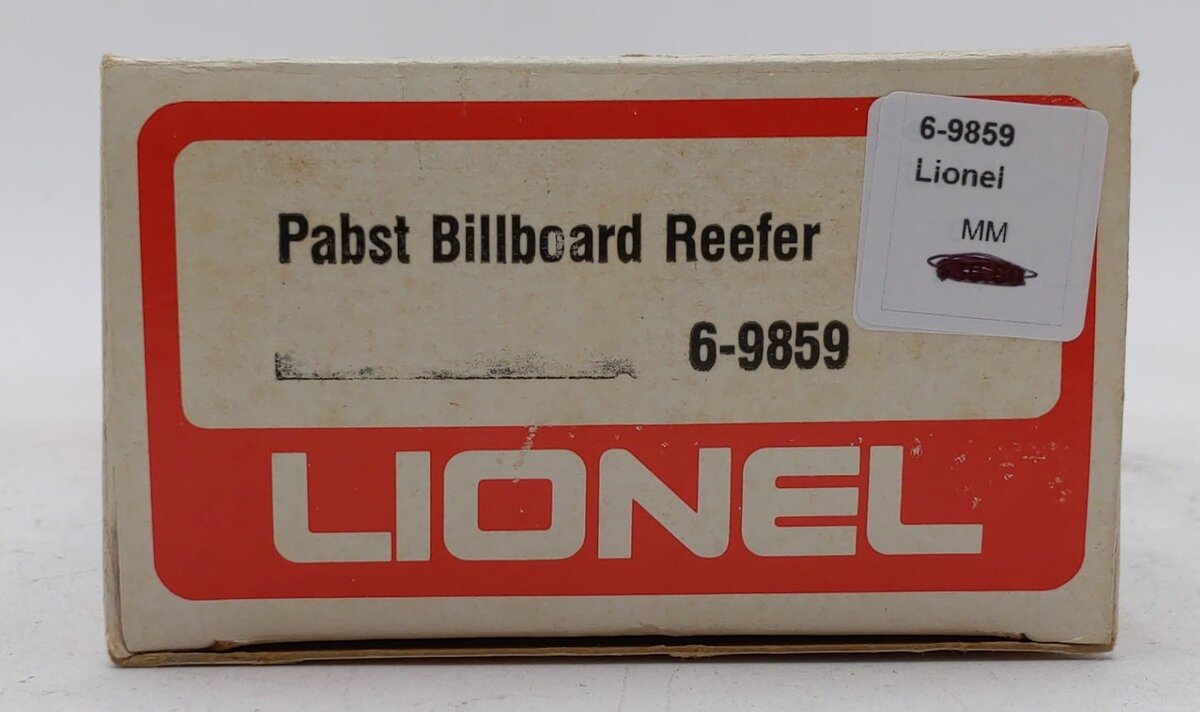 Pabst Billboard Reefer
6-9859
LIONEL
6-9859
Lionel
MM